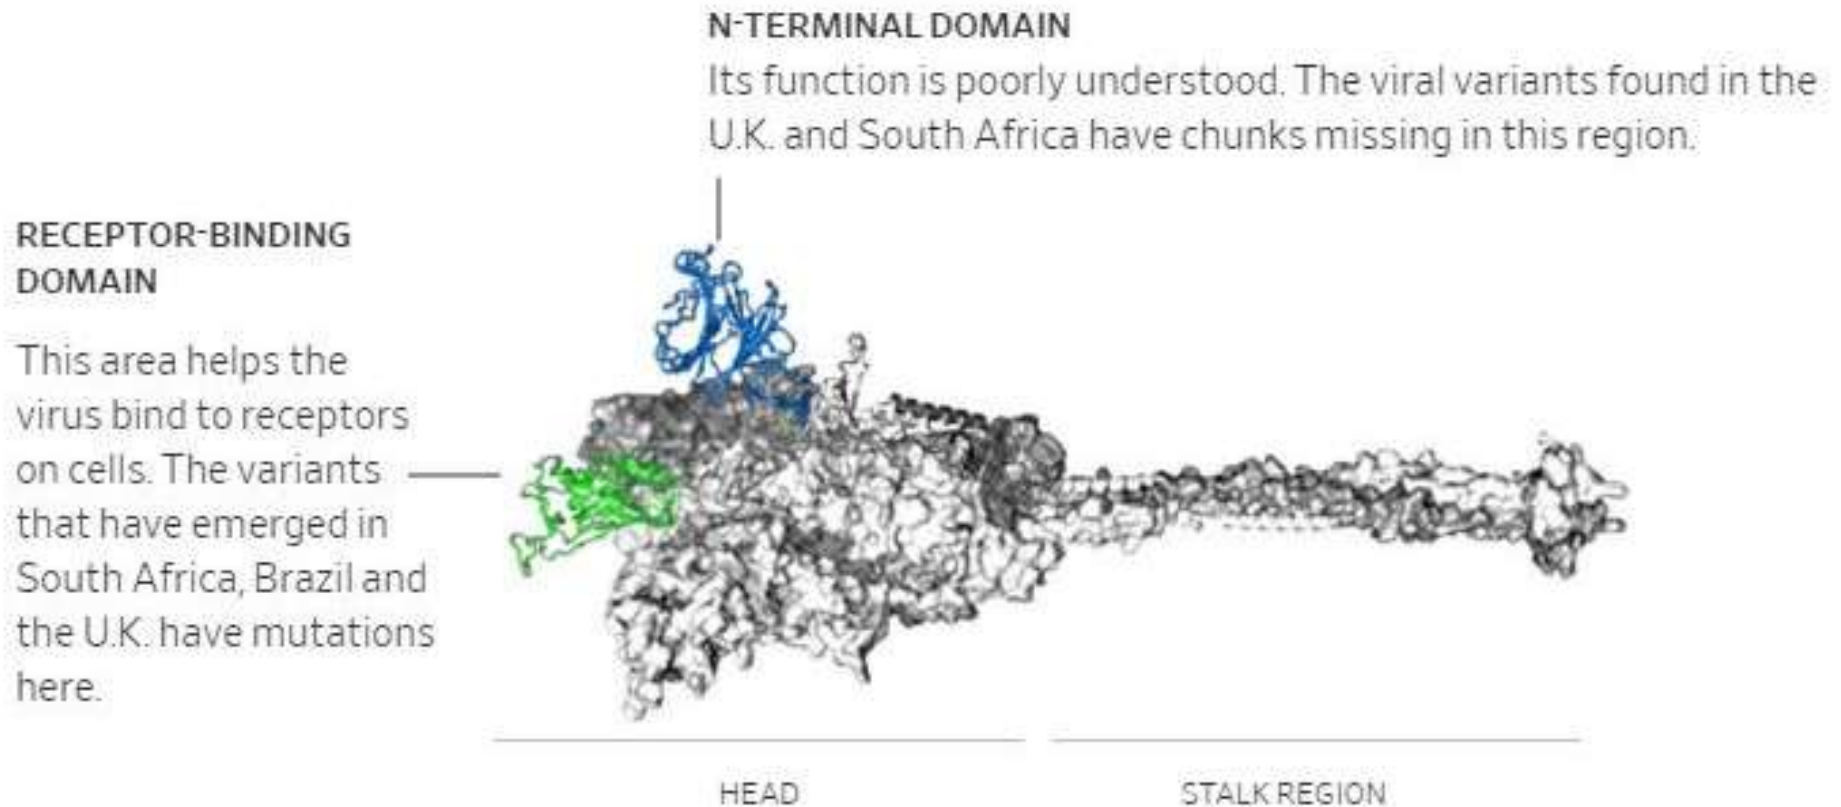 N-TERMINAL DOMAIN
Its function is poorly understood. The viral variants found in the
U.K. and South Africa have chunks missing in this region.
RECEPTOR-BINDING
DOMAIN
This area helps the
virus bind to receptors
on cells. The variants
that have emerged in
South Africa, Brazil and
the U.K. have mutations
here.
HEAD
STALK REGION